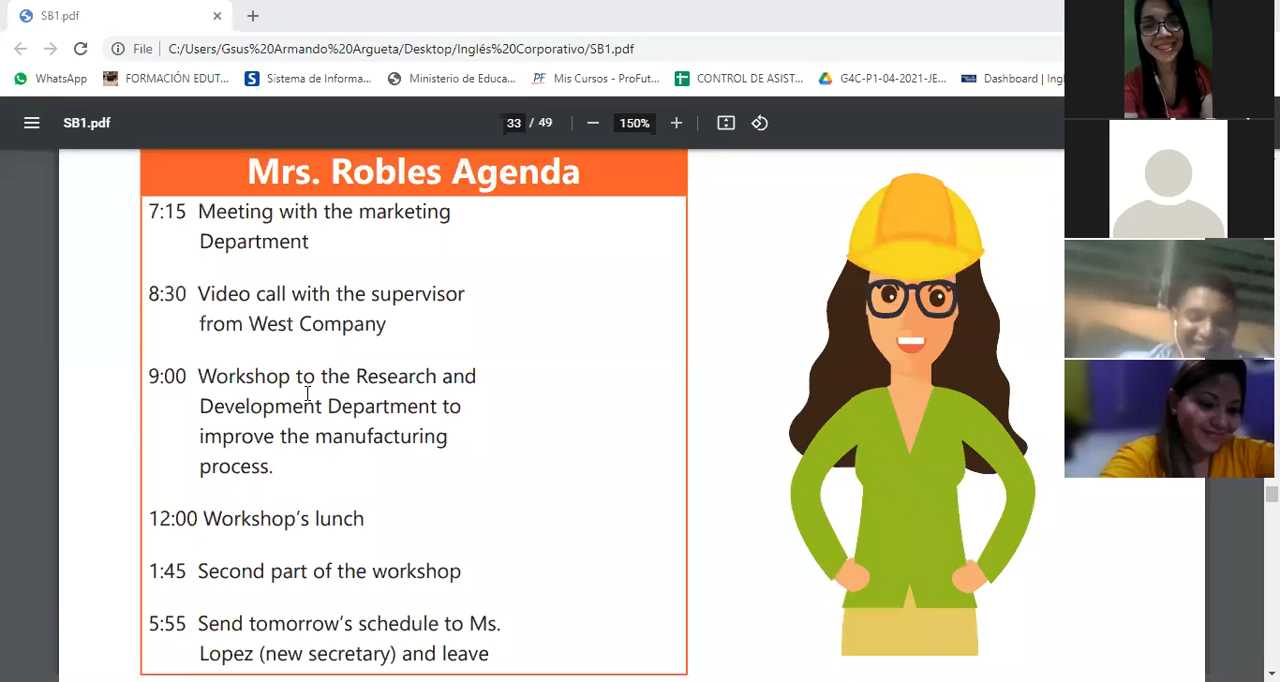 SB1.pdf
File C:/Users/Gsus%20Armando%20Argueta/Desktop/Inglés%20Corporativo/SB1.pdf
WhatsApp FORMACIÓN EDUT... Sistema de Informa... Ministerio de Educa... PF Mis Cursos - ProFut... CONTROL DE ASIST... G4C-P1-04-2021-JE... Dashboard | Ingl
SB1.pdf 33 / 49 150%
Mrs. Robles Agenda
7:15 Meeting with the marketing
Department
8:30 Video call with the supervisor
from West Company
9:00 Workshop to the Research and
Development Department to
improve the manufacturing
process.
12:00 Workshop's lunch
1:45 Second part of the workshop
5:55 Send tomorrow's schedule to Ms.
Lopez (new secretary) and leave